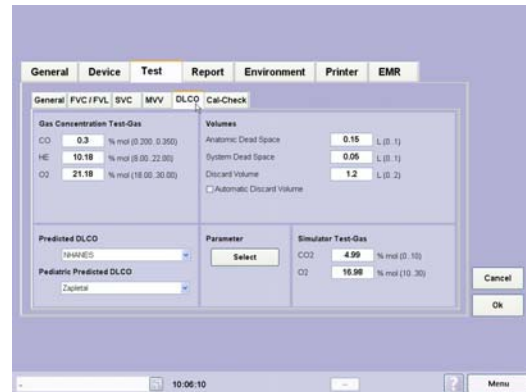 General Device Test Report Environment Printer EMR
General FVC / FVL SVC MVV DLCO Cal-Check
Gas Concentration Test-Gas
CO 0.3 % mol (0.200..0.350)
HE 10.18 % mol (8.00..22.00)
O2 21.18 % mol (18.00..30.00)
Volumes
Anatomic Dead Space 0.15 L (0..1)
System Dead Space 0.05 L (0..1)
Discard Volume 1.2 L (0..2)
Automatic Discard Volume
Predicted DLCO
NHANES
Pediatric Predicted DLCO
Zapletal
Parameter
Select
Simulator Test-Gas
CO2 4.99 % mol (0..10)
O2 16.98 % mol (10..30)
Cancel
Ok
- 10:06:10 -- ? Menu